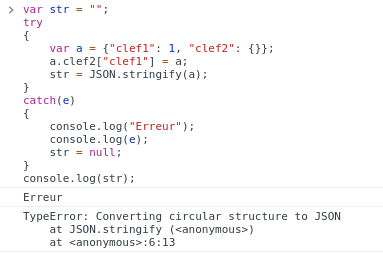 var str = "";
try
{
    var a = {"clef1": 1, "clef2": {}};
    a.clef2["clef1"] = a;
    str = JSON.stringify(a);
}
catch(e)
{
    console.log("Erreur");
    console.log(e);
    str = null;
}
console.log(str);
Erreur
TypeError: Converting circular structure to JSON
    at JSON.stringify (<anonymous>)
    at <anonymous>:6:13